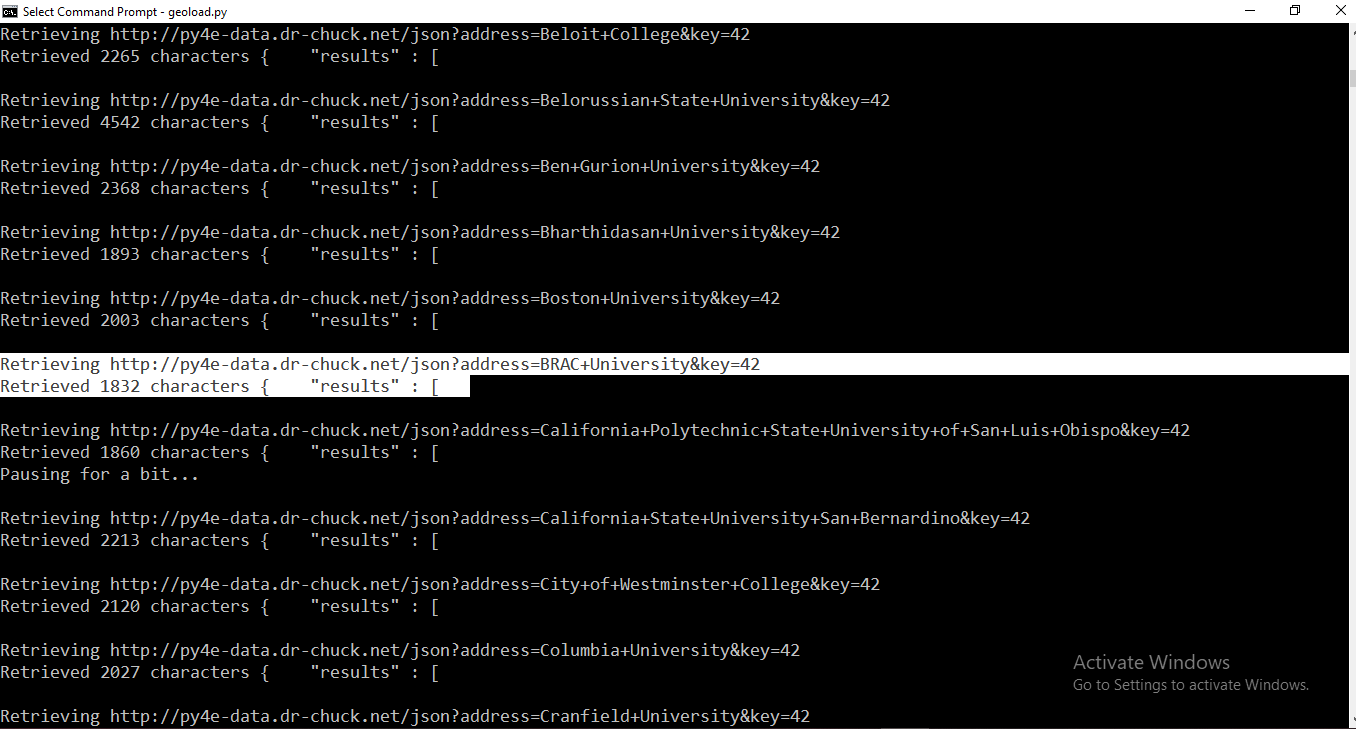 Select Command Prompt - geoload.py
Retrieving http://py4e-data.dr-chuck.net/json?address=Beloit+College&key=42
Retrieved 2265 characters {    "results" : [
Retrieving http://py4e-data.dr-chuck.net/json?address=Belorussian+State+University&key=42
Retrieved 4542 characters {    "results" : [
Retrieving http://py4e-data.dr-chuck.net/json?address=Ben+Gurion+University&key=42
Retrieved 2368 characters {    "results" : [
Retrieving http://py4e-data.dr-chuck.net/json?address=Bharthidasan+University&key=42
Retrieved 1893 characters {    "results" : [
Retrieving http://py4e-data.dr-chuck.net/json?address=Boston+University&key=42
Retrieved 2003 characters {    "results" : [
Retrieving http://py4e-data.dr-chuck.net/json?address=BRAC+University&key=42
Retrieved 1832 characters {    "results" : [
Retrieving http://py4e-data.dr-chuck.net/json?address=California+Polytechnic+State+University+of+San+Luis+Obispo&key=42
Retrieved 1860 characters {    "results" : [
Pausing for a bit...
Retrieving http://py4e-data.dr-chuck.net/json?address=California+State+University+San+Bernardino&key=42
Retrieved 2213 characters {    "results" : [
Retrieving http://py4e-data.dr-chuck.net/json?address=City+of+Westminster+College&key=42
Retrieved 2120 characters {    "results" : [
Retrieving http://py4e-data.dr-chuck.net/json?address=Columbia+University&key=42
Retrieved 2027 characters {    "results" : [
Retrieving http://py4e-data.dr-chuck.net/json?address=Cranfield+University&key=42
Activate Windows
Go to Settings to activate Windows.